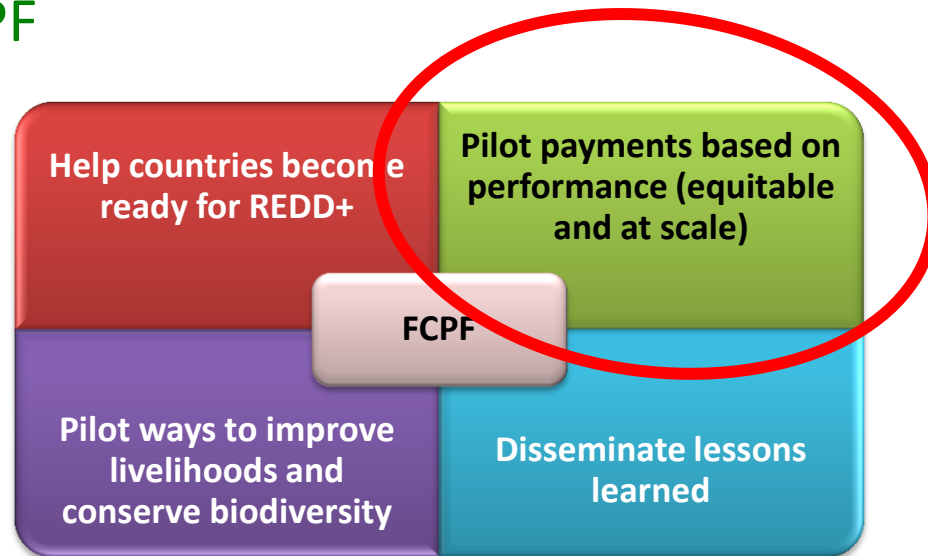 PF
Help countries become
ready for REDD+
Pilot payments based on
performance (equitable
and at scale)
FCPF
Pilot ways to improve
livelihoods and
conserve biodiversity
Disseminate lessons
learned